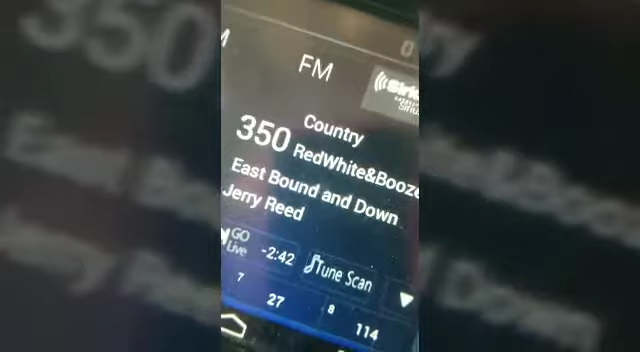 FM
Country
350 RedWhite&Booze
East Bound and Down
Jerry Reed
GO
Live
-2:42
Tune Scan
7 27
8 114